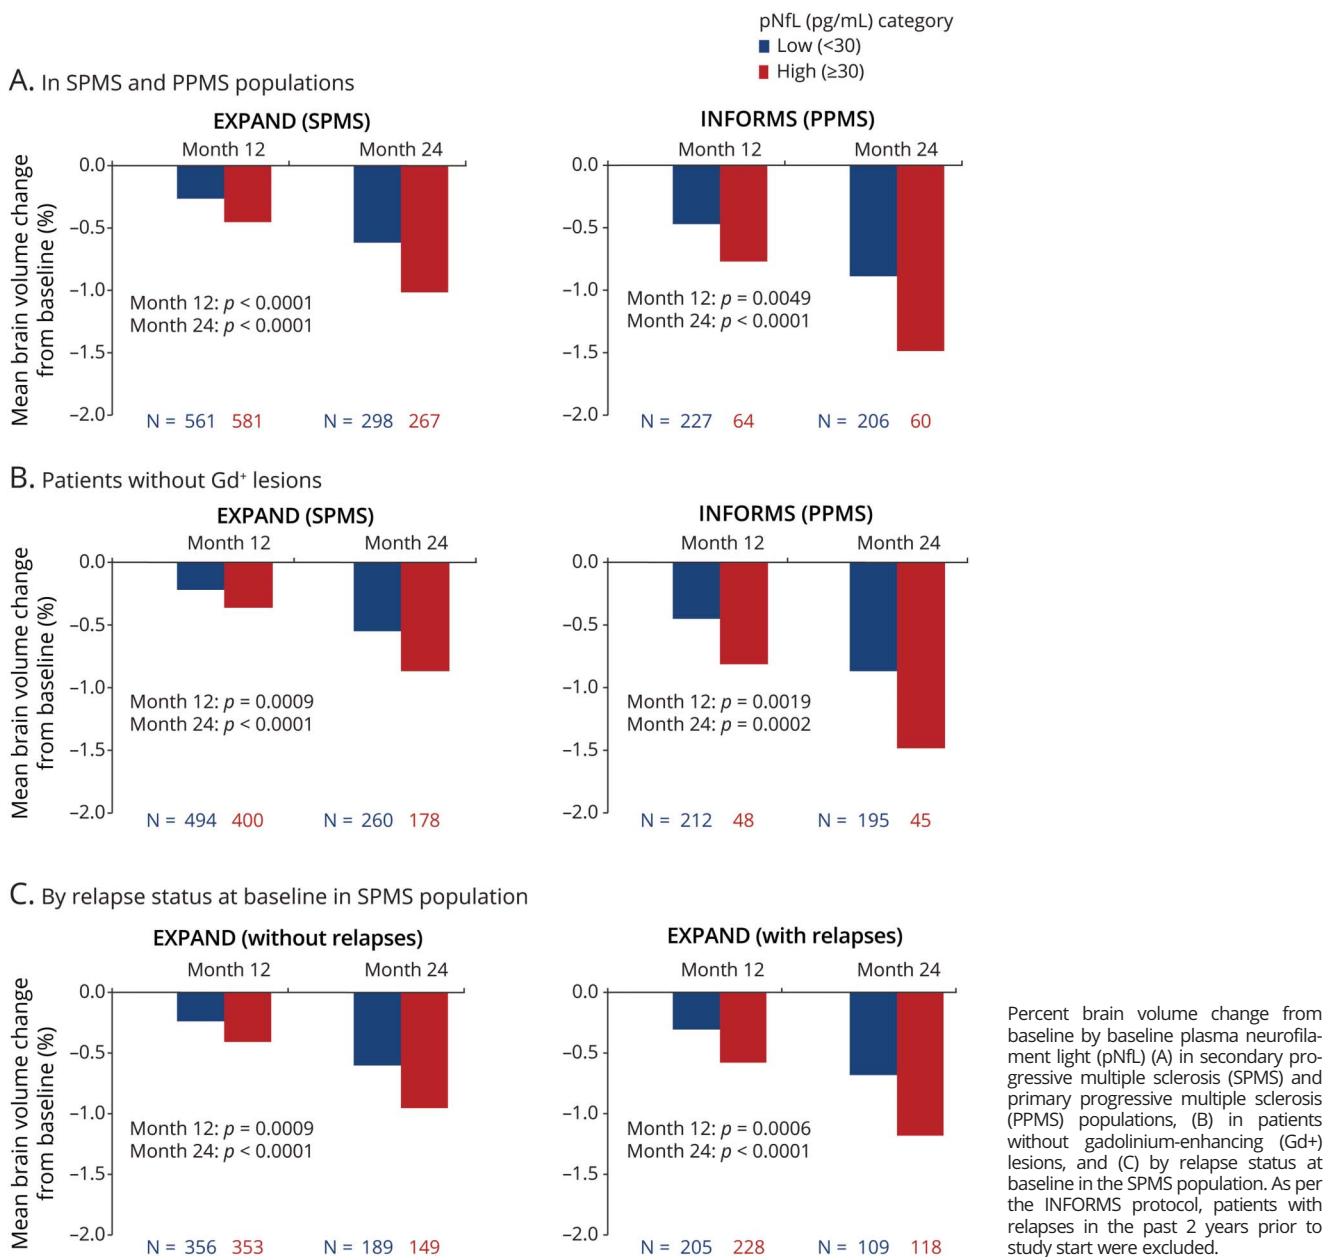 pNfL (pg/mL) category
Low (<30)
High (≥30)
A. In SPMS and PPMS populations
EXPAND (SPMS)
Month 12 Month 24
Mean brain volume change
from baseline (%)
0.0
–0.5
–1.0
–1.5
–2.0
Month 12: p < 0.0001
Month 24: p < 0.0001
N = 561 581 N = 298 267
INFORMS (PPMS)
Month 12 Month 24
0.0
–0.5
–1.0
–1.5
–2.0
Month 12: p = 0.0049
Month 24: p < 0.0001
N = 227 64 N = 206 60
B. Patients without Gd⁺ lesions
EXPAND (SPMS)
Month 12 Month 24
Mean brain volume change
from baseline (%)
0.0
–0.5
–1.0
–1.5
–2.0
Month 12: p = 0.0009
Month 24: p < 0.0001
N = 494 400 N = 260 178
INFORMS (PPMS)
Month 12 Month 24
0.0
–0.5
–1.0
–1.5
–2.0
Month 12: p = 0.0019
Month 24: p = 0.0002
N = 212 48 N = 195 45
C. By relapse status at baseline in SPMS population
EXPAND (without relapses)
Month 12 Month 24
Mean brain volume change
from baseline (%)
0.0
–0.5
–1.0
–1.5
–2.0
Month 12: p = 0.0009
Month 24: p < 0.0001
N = 356 353 N = 189 149
EXPAND (with relapses)
Month 12 Month 24
0.0
–0.5
–1.0
–1.5
–2.0
Month 12: p = 0.0006
Month 24: p < 0.0001
N = 205 228 N = 109 118
Percent brain volume change from
baseline by baseline plasma neurofila-
ment light (pNfL) (A) in secondary pro-
gressive multiple sclerosis (SPMS) and
primary progressive multiple sclerosis
(PPMS) populations, (B) in patients
without gadolinium-enhancing (Gd+)
lesions, and (C) by relapse status at
baseline in the SPMS population. As per
the INFORMS protocol, patients with
relapses in the past 2 years prior to
study start were excluded.